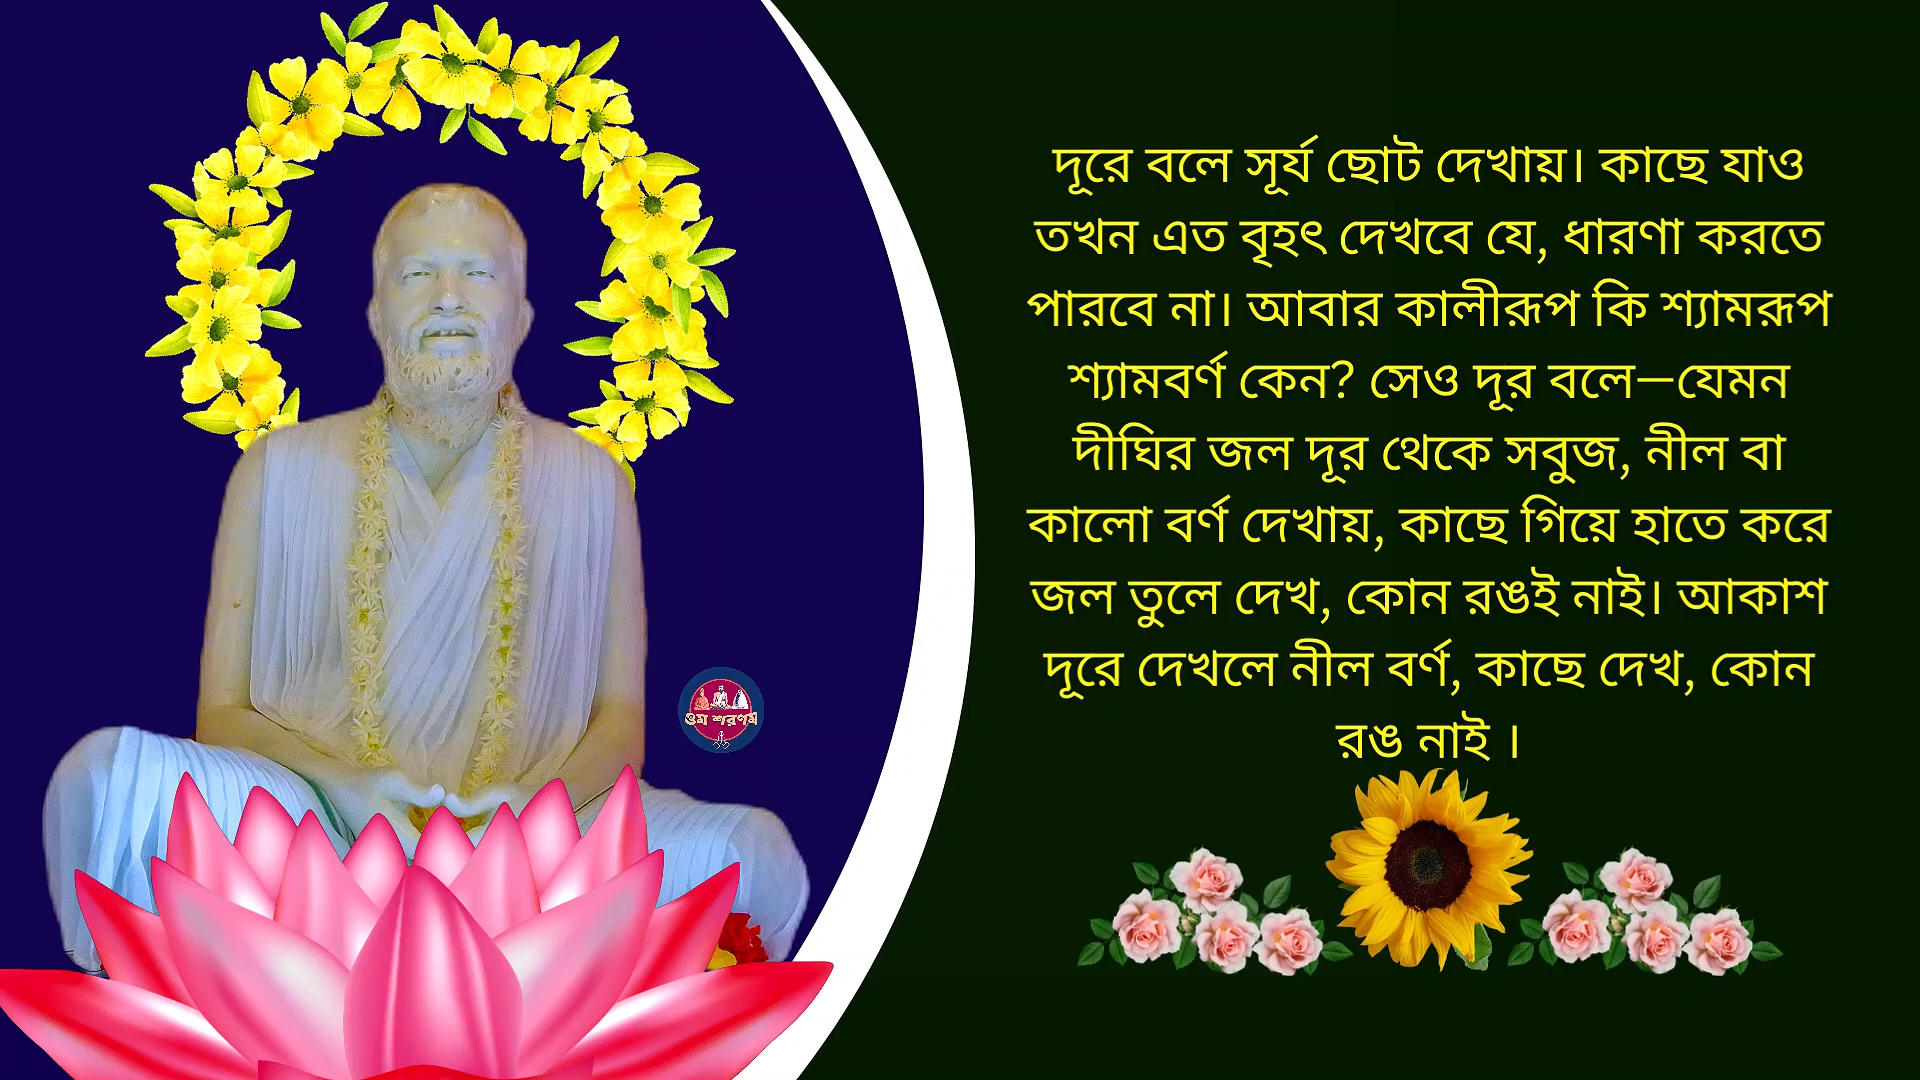 দূরে বলে সূর্য ছোট দেখায়। কাছে যাও
তখন এত বৃহৎ দেখবে যে, ধারণা করতে
পারবে না। আবার কালীরূপ কি শ্যামরূপ
শ্যামবর্ণ কেন? সেও দূর বলে—যেমন
দীঘির জল দূর থেকে সবুজ, নীল বা
কালো বর্ণ দেখায়, কাছে গিয়ে হাতে করে
জল তুলে দেখ, কোন রঙই নাই। আকাশ
দূরে দেখলে নীল বর্ণ, কাছে দেখ, কোন
রঙ নাই ।
ওম শরণম